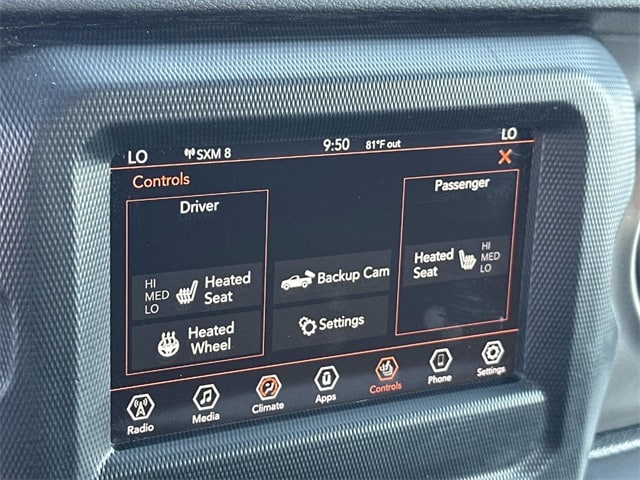 LO SXM 8 9:50 81°F out LO
Controls X
Driver
Passenger
HI
MED
LO
Heated
Seat
Heated
Wheel
Backup Cam
Settings
Heated
Seat
HI
MED
LO
Radio Media Climate Apps Controls Phone Settings